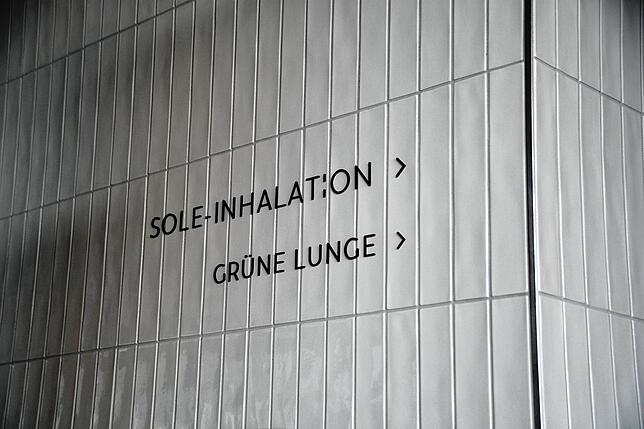 SOLE-INHALATION >
GRÜNE LUNGE >